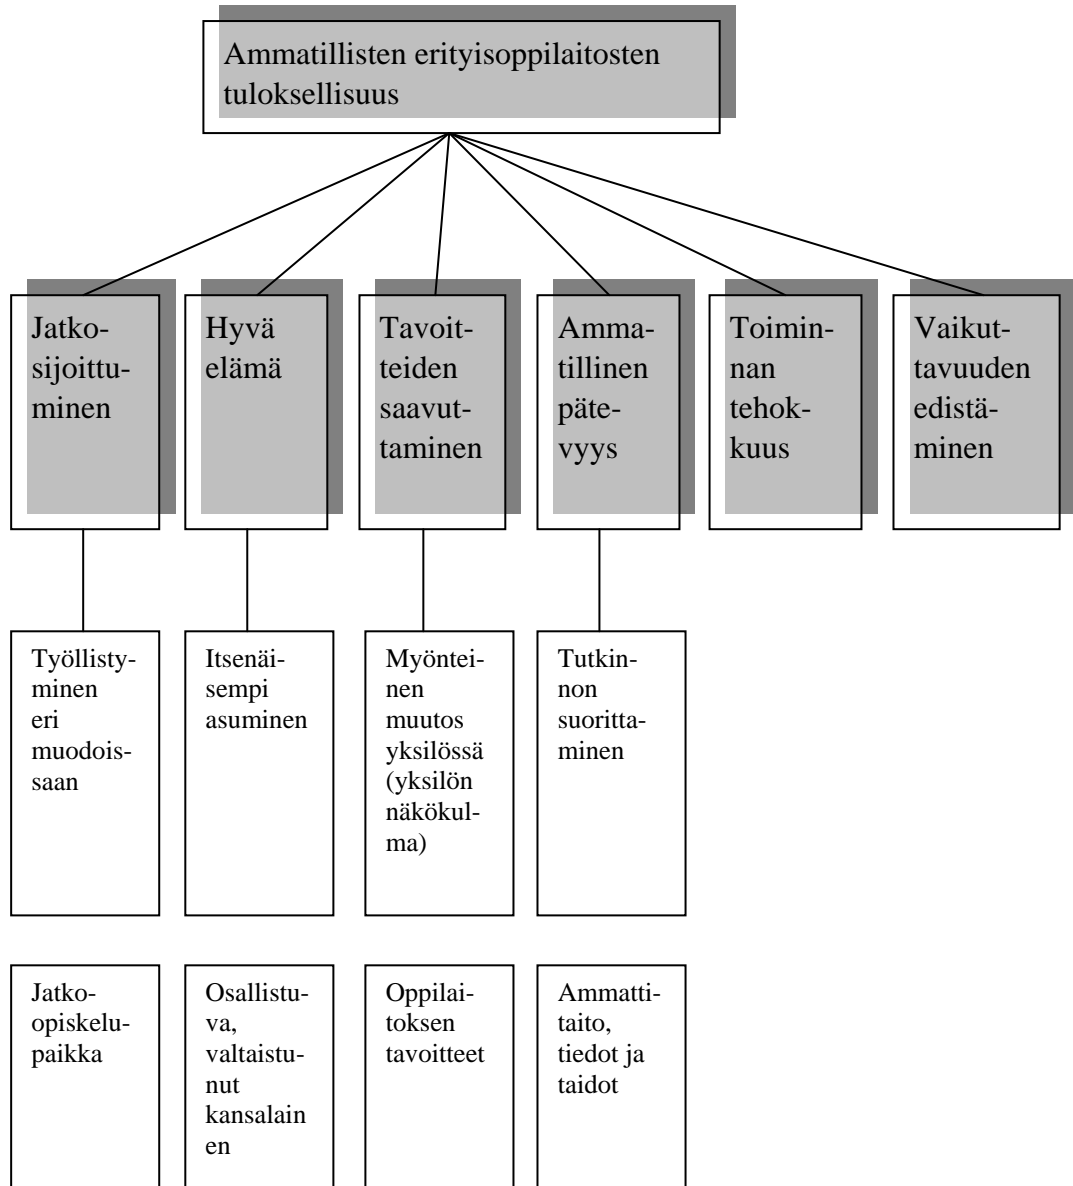 Ammatillisten erityisoppilaitosten
tuloksellisuus
Jatko-
sijoittu-
minen
Hyvä
elämä
Tavoit-
teiden
saavut-
taminen
Amma-
tillinen
päte-
vyys
Toimin-
nan
tehok-
kuus
Vaikut-
tavuuden
edistä-
minen
Työllisty-
minen
eri
muodois-
saan
Itsenäi-
sempi
asuminen
Myöntei-
nen
muutos
yksilössä
(yksilön
näkökul-
ma)
Tutkin-
non
suoritta-
minen
Jatko-
opiskelu-
paikka
Osallistu-
va,
valtaistu-
nut
kansalain
en
Oppilai-
toksen
tavoitteet
Ammatti-
taito,
tiedot ja
taidot